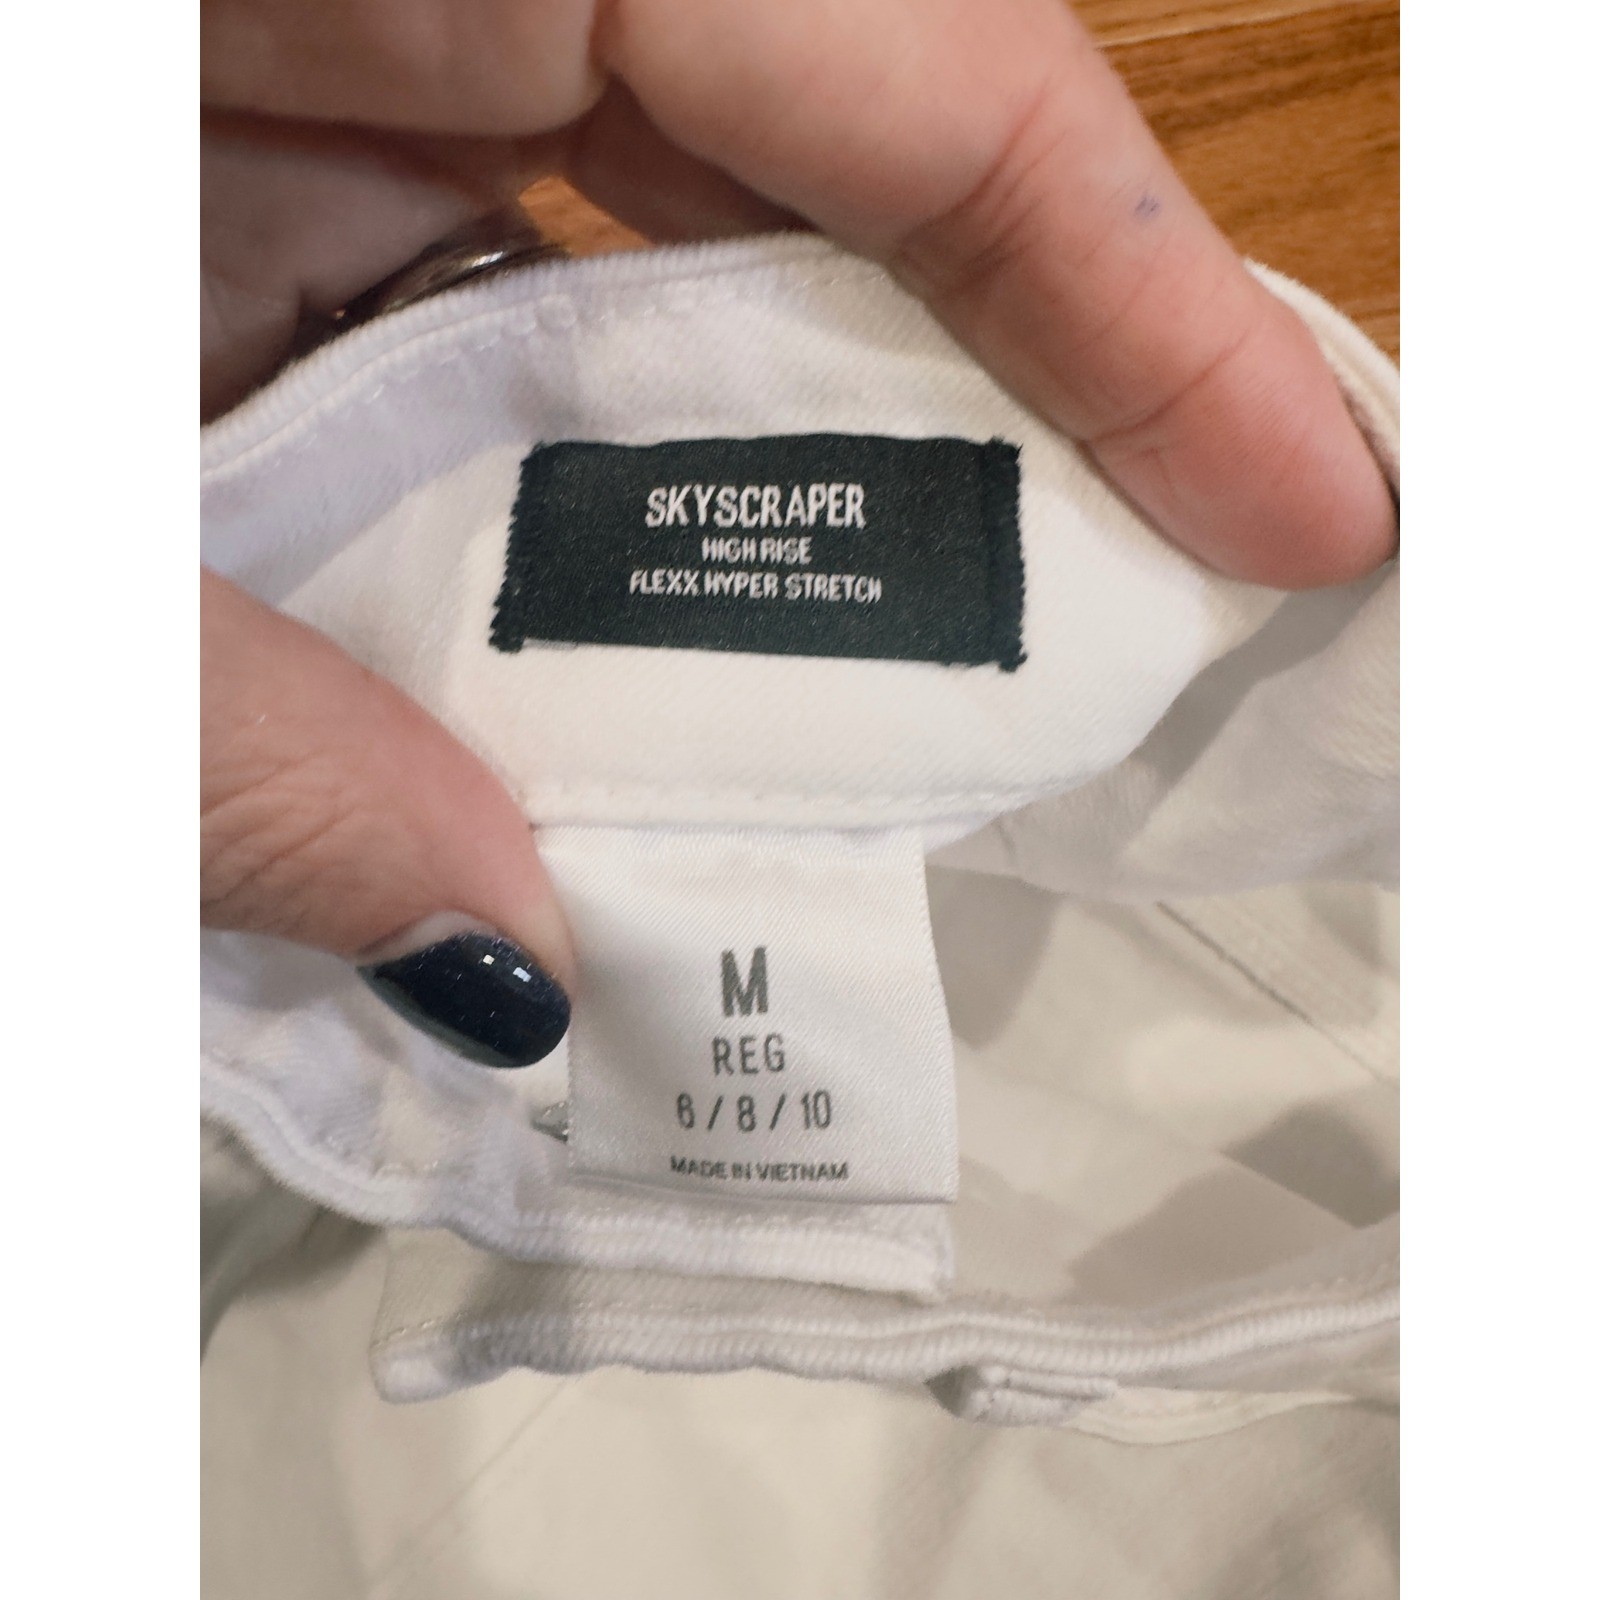 SKYSCRAPER
HIGH RISE
FLEXX HYPER STRETCH
M
REG
6 / 8 / 10
MADE IN VIETNAM